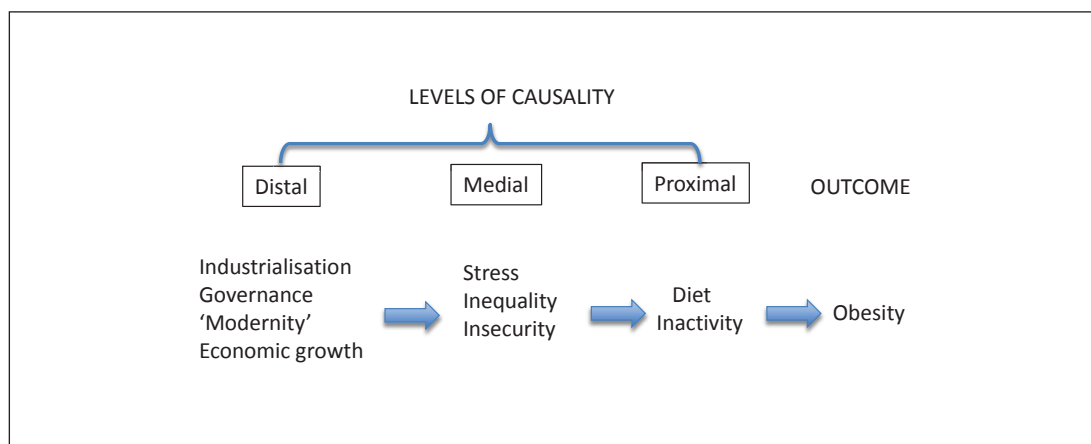 LEVELS OF CAUSALITY
Distal
Medial
Proximal
OUTCOME
Industrialisation
Governance
‘Modernity’
Economic growth
Stress
Inequality
Insecurity
Diet
Inactivity
Obesity